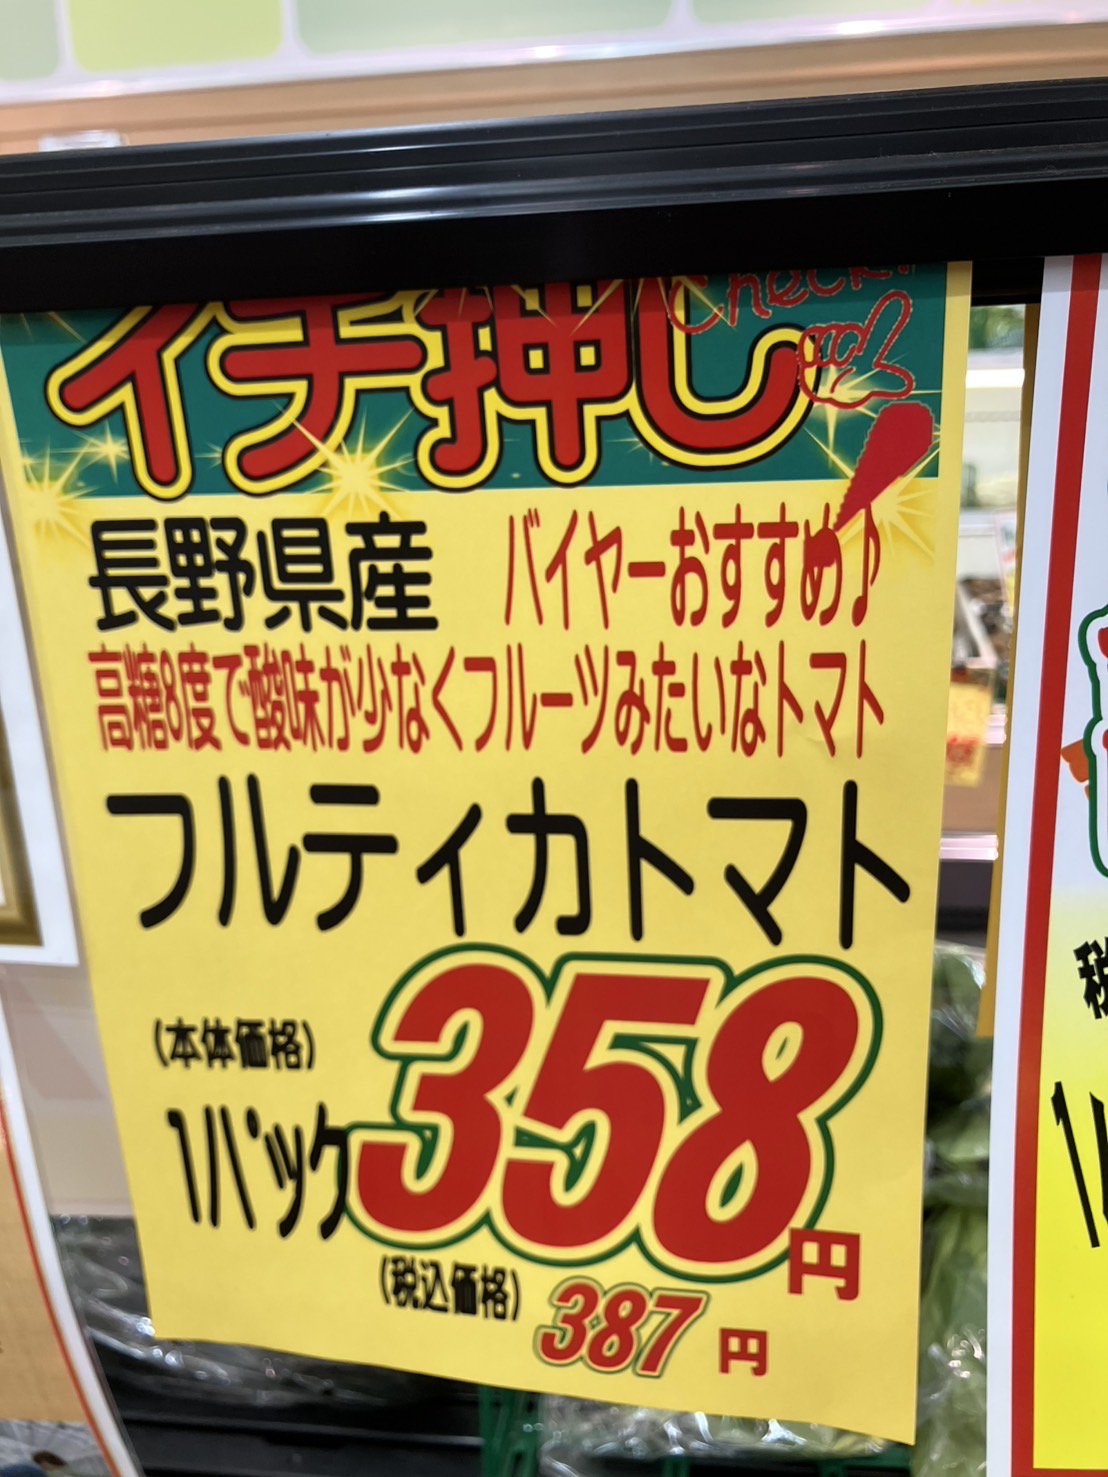 イチ押し
Check!
長野県産 バイヤーおすすめ♪
高糖8度で酸味が少なくフルーツみたいなトマト
フルティカトマト
(本体価格)
1パック 358円
(税込価格) 387円
税